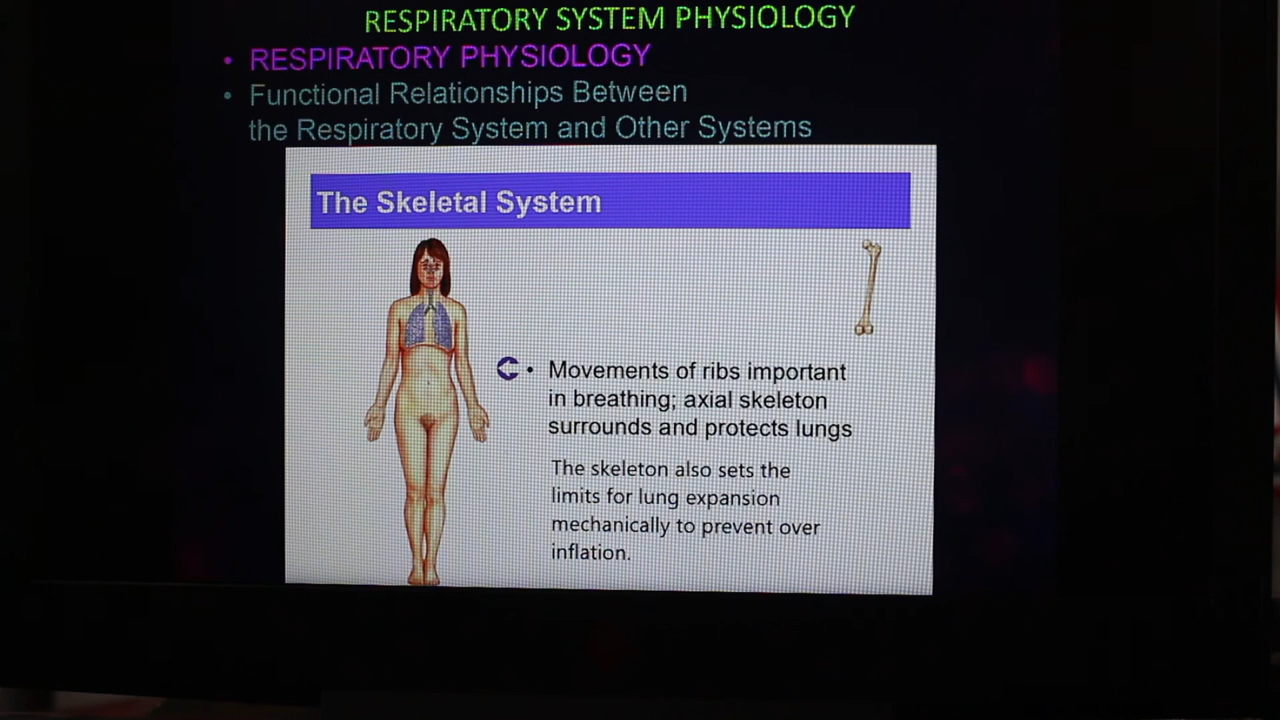 RESPIRATORY SYSTEM PHYSIOLOGY
• RESPIRATORY PHYSIOLOGY
• Functional Relationships Between
the Respiratory System and Other Systems
The Skeletal System
• Movements of ribs important
in breathing; axial skeleton
surrounds and protects lungs
The skeleton also sets the
limits for lung expansion
mechanically to prevent over
inflation.